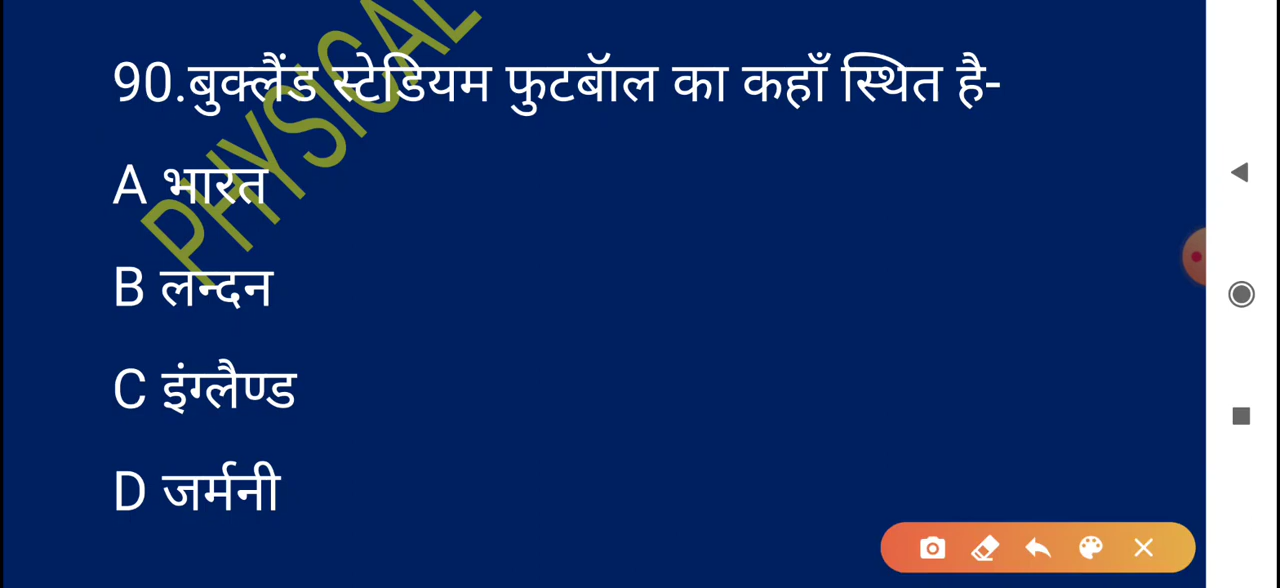 90.बुक्लैंड स्टेडियम फुटबॅाल का कहाँ स्थित है-
A भारत
B लन्दन
C इंग्लैण्ड
D जर्मनी
PHYSICAL